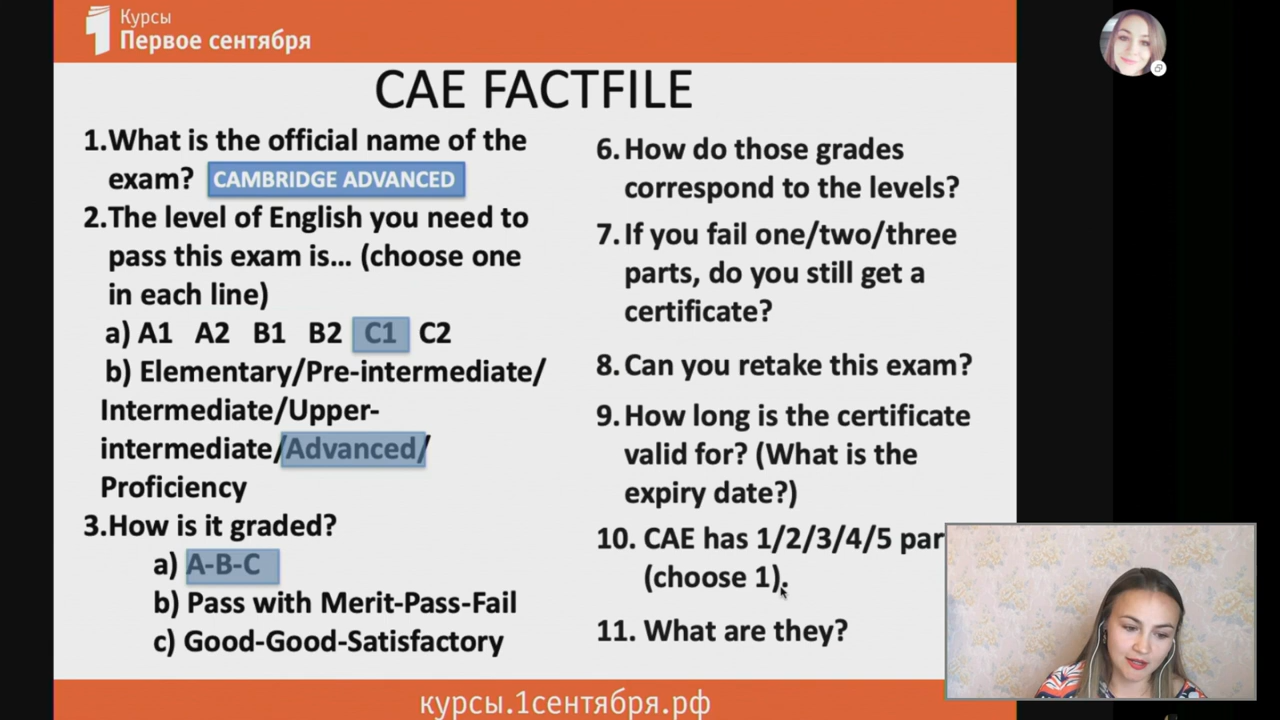 Курсы
Первое сентября
CAE FACTFILE
1.What is the official name of the
exam? CAMBRIDGE ADVANCED
2.The level of English you need to
pass this exam is... (choose one
in each line)
a) A1 A2 B1 B2 C1 C2
b) Elementary/Pre-intermediate/
Intermediate/Upper-
intermediate/Advanced/
Proficiency
3.How is it graded?
a) A-B-C
b) Pass with Merit-Pass-Fail
c) Good-Good-Satisfactory
6. How do those grades
correspond to the levels?
7. If you fail one/two/three
parts, do you still get a
certificate?
8. Can you retake this exam?
9. How long is the certificate
valid for? (What is the
expiry date?)
10. CAE has 1/2/3/4/5 par
(choose 1).
11. What are they?
курсы.1сентября.рф